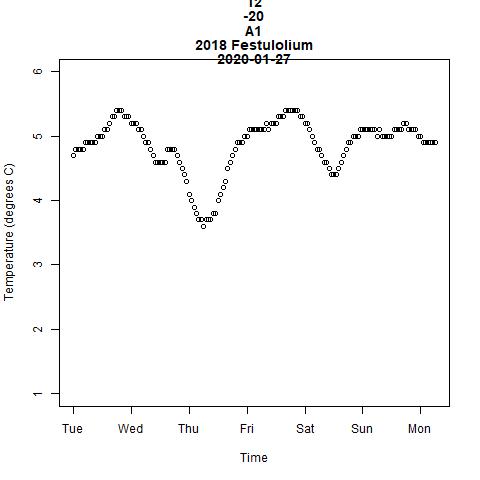 12
-20
A1
2018 Festulolium
2020-01-27
Temperature (degrees C)
6
5
4
3
2
1
Tue Wed Thu Fri Sat Sun Mon
Time